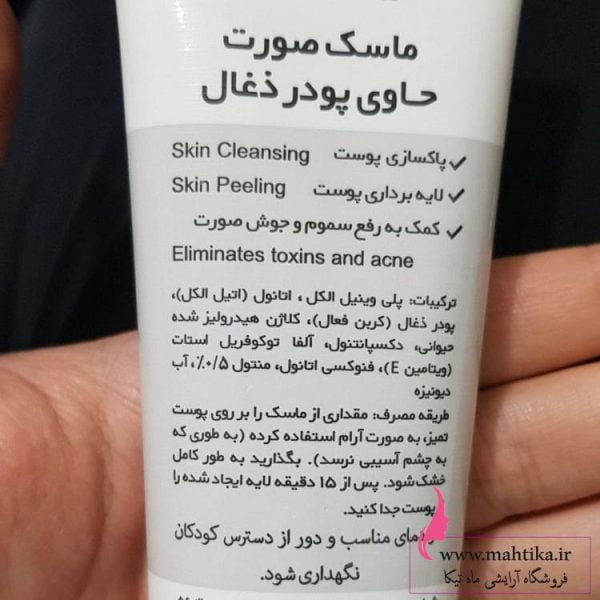 ماسک صورت
حاوی پودر ذغال
✓ پاکسازی پوست Skin Cleansing
✓ لایه برداری پوست Skin Peeling
✓ کمک به رفع سموم و جوش صورت
Eliminates toxins and acne
ترکیبات: پلی وینیل الکل، اتانول (اتیل الکل)،
پودر ذغال (کربن فعال)، کلاژن هیدرولیز شده
حیوانی، دکسپانتنول، آلفا توکوفریل استات
(ویتامین E)، فنوکسی اتانول، منتول ۰/۵٪، آب
دیونیزه
طریقه مصرف: مقداری از ماسک را بر روی پوست
تمیز، به صورت آرام استفاده کرده (به طوری که
به چشم آسیبی نرسد). بگذارید به طور کامل
خشک شود. پس از ۱۵ دقیقه لایه ایجاد شده را
پوست جدا کنید.
دمای مناسب و دور از دسترس کودکان
نگهداری شود.
www.mahtika.ir
فروشگاه آرایشی ماه تیکا